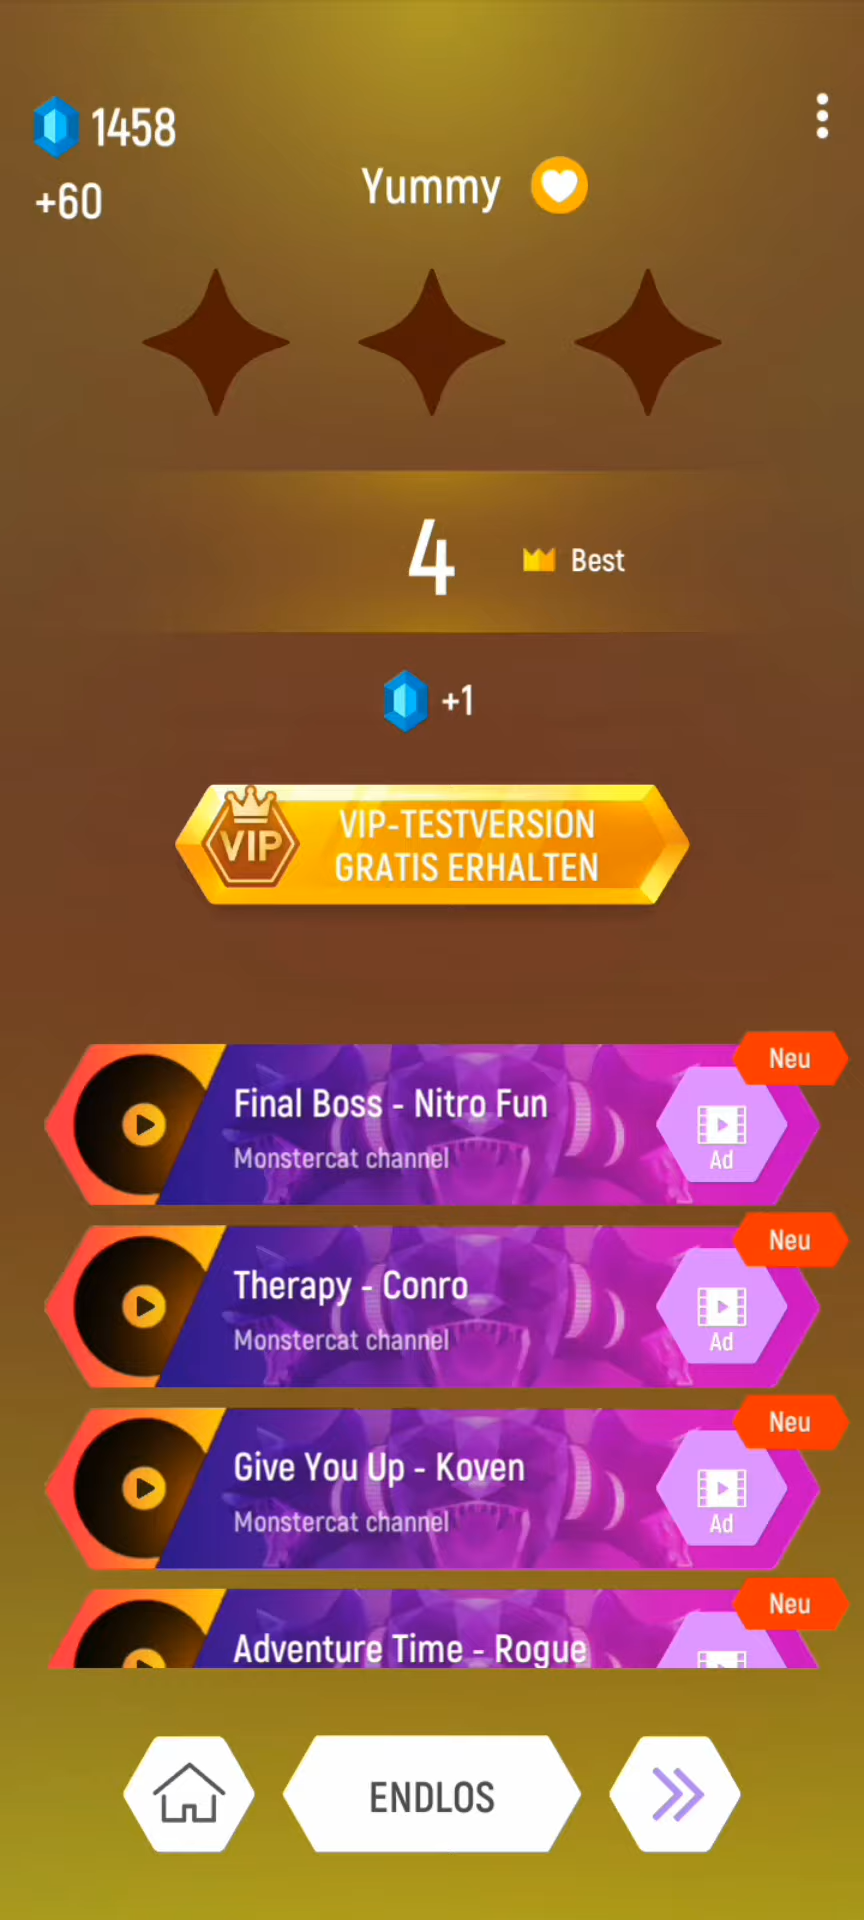 1458
+60
Yummy
4
Best
+1
VIP
VIP-TESTVERSION
GRATIS ERHALTEN
Neu
Final Boss - Nitro Fun
Monstercat channel
Ad
Neu
Therapy - Conro
Monstercat channel
Ad
Neu
Give You Up - Koven
Monstercat channel
Ad
Neu
Adventure Time - Rogue
ENDLOS